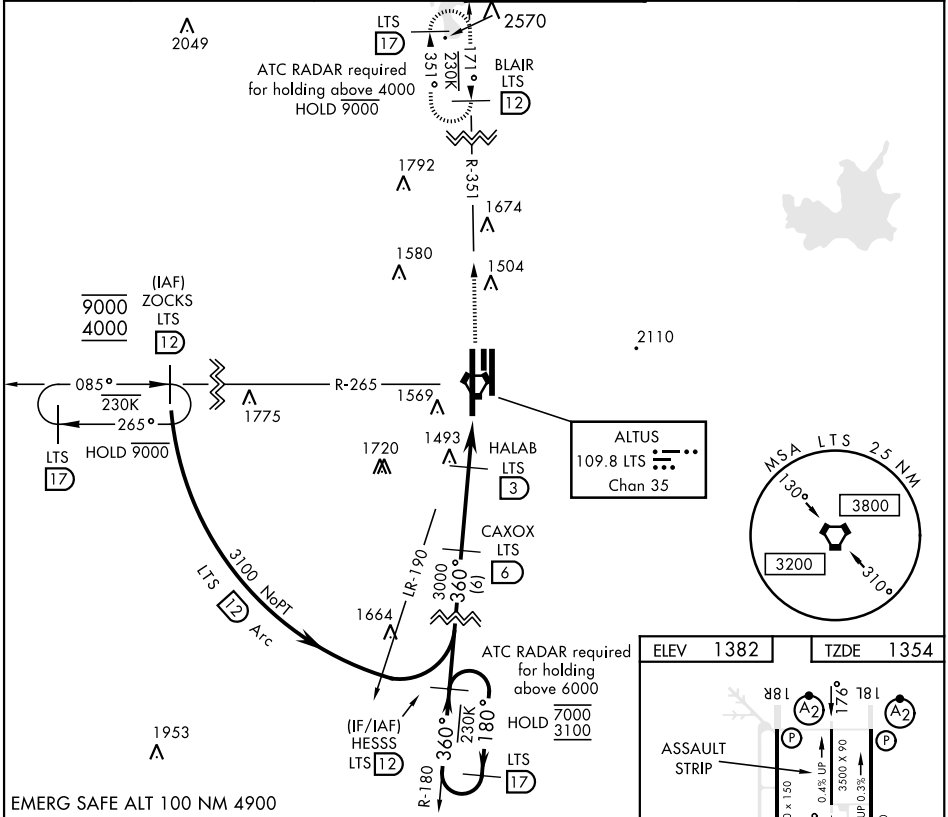 2049
LTS
17
2570
ATC RADAR required
for holding above 4000
HOLD 9000
351°
230K
171°
BLAIR
LTS
12
R-351
1792
1674
1580
1504
9000
4000
(IAF)
ZOCKS
LTS
12
2110
085°
230K
265°
R-265
1775
1569
HOLD 9000
LTS
17
1720
1493
HALAB
LTS
3
ALTUS
109.8 LTS
Chan 35
MSA LTS 25 NM
130°
3800
3200
310°
CAXOX
LTS
6
LR-190
3000
360°
(6)
3100 NoPT
LTS 12 Arc
1664
ATC RADAR required
for holding
above 6000
HOLD 7000
3100
(IF/IAF)
HESSS
LTS 12
360°
230K
180°
LTS
17
R-180
1953
EMERG SAFE ALT 100 NM 4900
ELEV 1382
TZDE 1354
18R
A2
176°
18L
A2
P
P
ASSAULT
STRIP
0.4% UP
3500 X 90
UP 0.3%
x 150